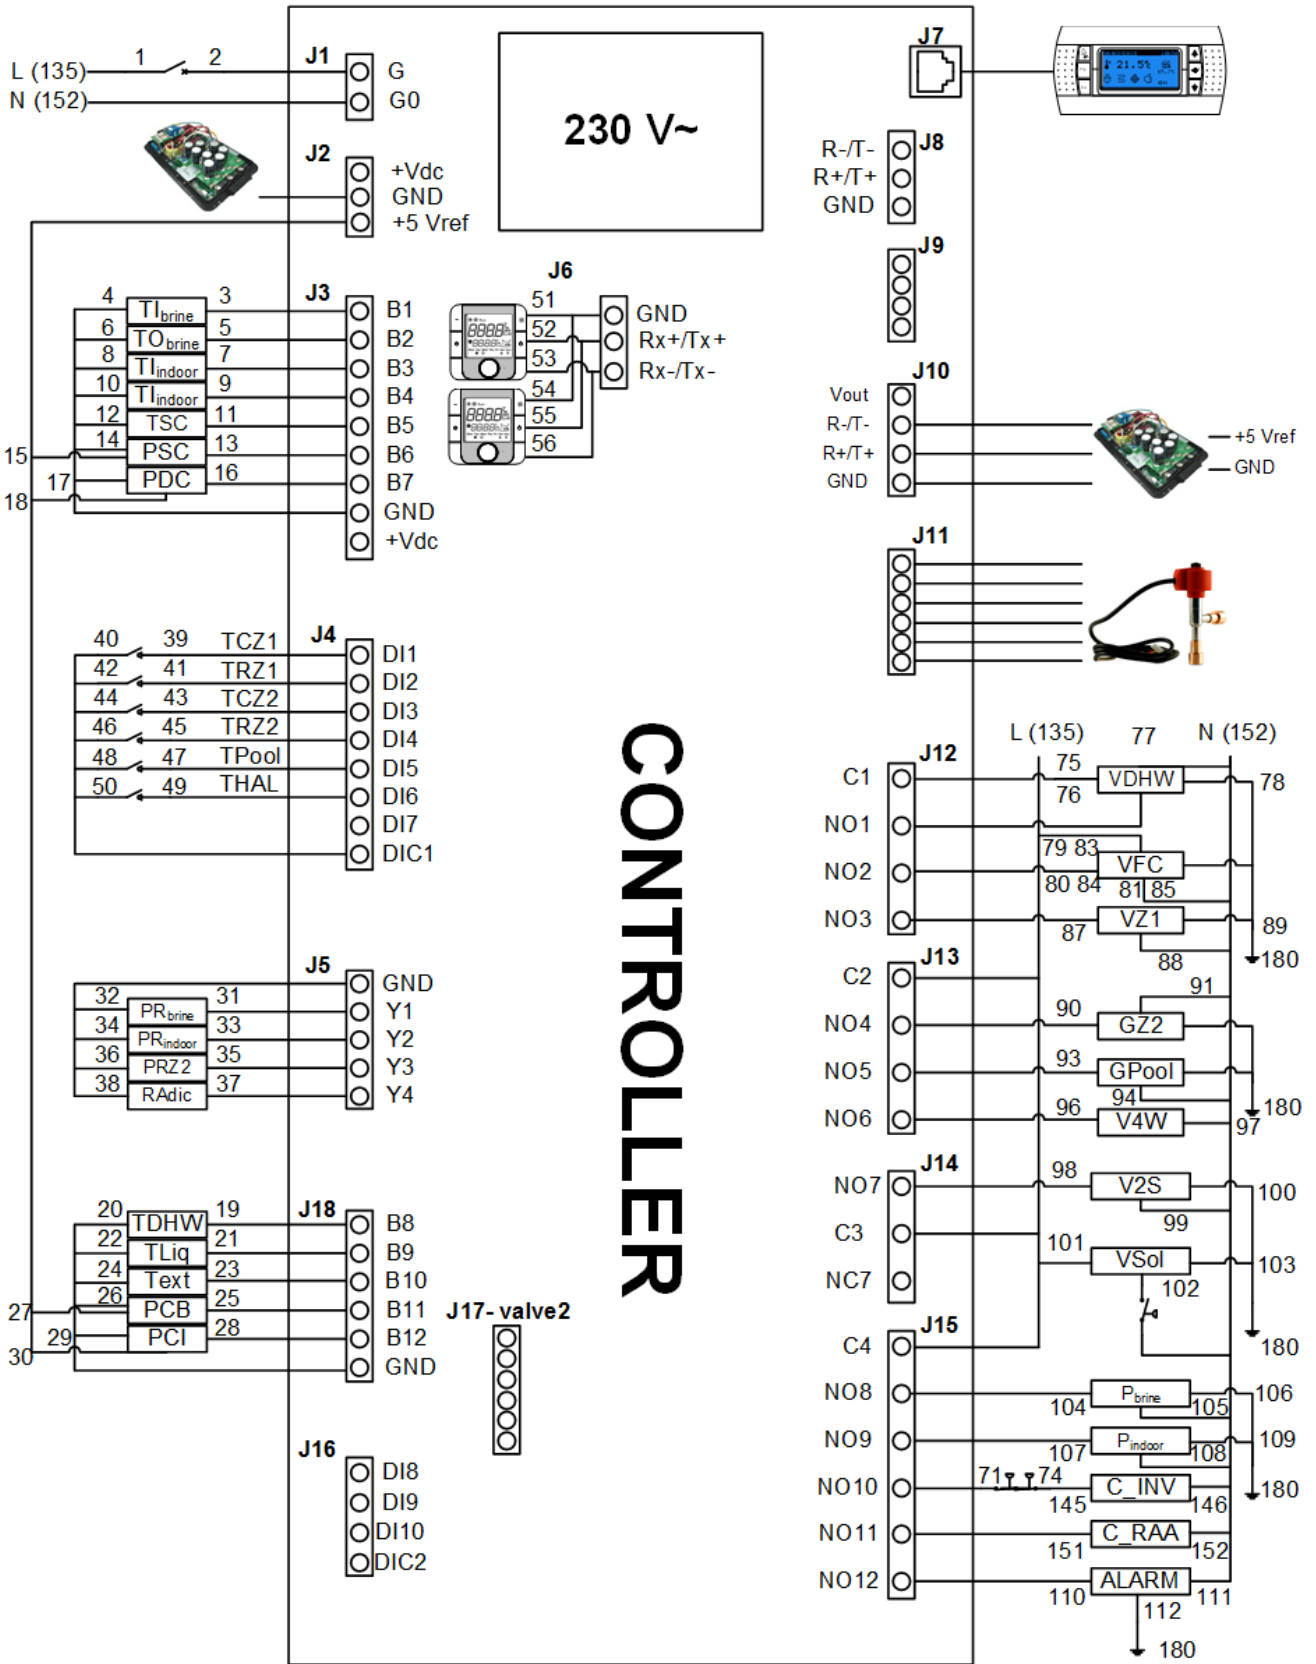 L (135) 1 2 J1 G
N (152) G0
230 V~
J2 +Vdc
GND
+5 Vref
J7
21.5
J8
R-/T-
R+/T+
GND
J9
J3
4 TIbrine 3 B1
6 TObrine 5 B2
8 TIindoor 7 B3
10 TIindoor 9 B4
12 TSC 11 B5
15 14 PSC 13 B6
17 PDC 16 B7
18 GND
+Vdc
J6
51 GND
52 Rx+/Tx+
53 Rx-/Tx-
54
55
56
J10
Vout
R-/T- +5 Vref
R+/T+ GND
GND
J11
J4
40 39 TCZ1 DI1
42 41 TRZ1 DI2
44 43 TCZ2 DI3
46 45 TRZ2 DI4
48 47 TPool DI5
50 49 THAL DI6
DI7
DIC1
CONTROLLER
L (135) 77 N (152)
J12
C1 75 VDHW 78
76
NO1
79 83
NO2 VFC
80 84 81 85
NO3 87 VZ1 89
88 180
J13
C2 91
NO4 90 GZ2
NO5 93 GPool
94 180
NO6 96 V4W 97
J14
NO7 98 V2S 100
99
C3 101 VSol 103
102
NC7
180
J15
C4
NO8 104 Pbrine 105 106
NO9 107 Pindoor 108 109
NO10 71 74 145 C_INV 146 180
NO11 151 C_RAA 152
NO12 110 ALARM 111
112
180
J5 GND
32 PRbrine 31 Y1
34 PRindoor 33 Y2
36 PRZ2 35 Y3
38 RAdic 37 Y4
J18
20 TDHW 19 B8
22 TLiq 21 B9
24 Text 23 B10
27 26 PCB 25 B11
30 29 PCI 28 B12
GND
J17- valve2
J16
DI8
DI9
DI10
DIC2